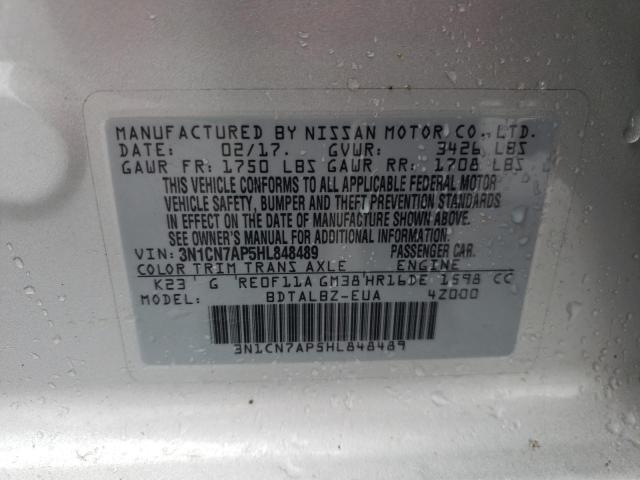 MANUFACTURED BY NISSAN MOTOR CO., LTD.
DATE: 02/17. GVWR: 3426 LBS
GAWR FR: 1750 LBS GAWR RR: 1708 LBS
THIS VEHICLE CONFORMS TO ALL APPLICABLE FEDERAL MOTOR
VEHICLE SAFETY, BUMPER AND THEFT PREVENTION STANDARDS
IN EFFECT ON THE DATE OF MANUFACTURE SHOWN ABOVE.
SEE OWNER'S MANUAL FOR ADDITIONAL INFORMATION.
VIN: 3N1CN7AP5HL848489 PASSENGER CAR.
COLOR TRIM TRANS AXLE ENGINE
K23 G RE0F11A GM38 HR16DE 1598 CC
MODEL: BDTALBZ-EUA 4Z000
3N1CN7AP5HL848489